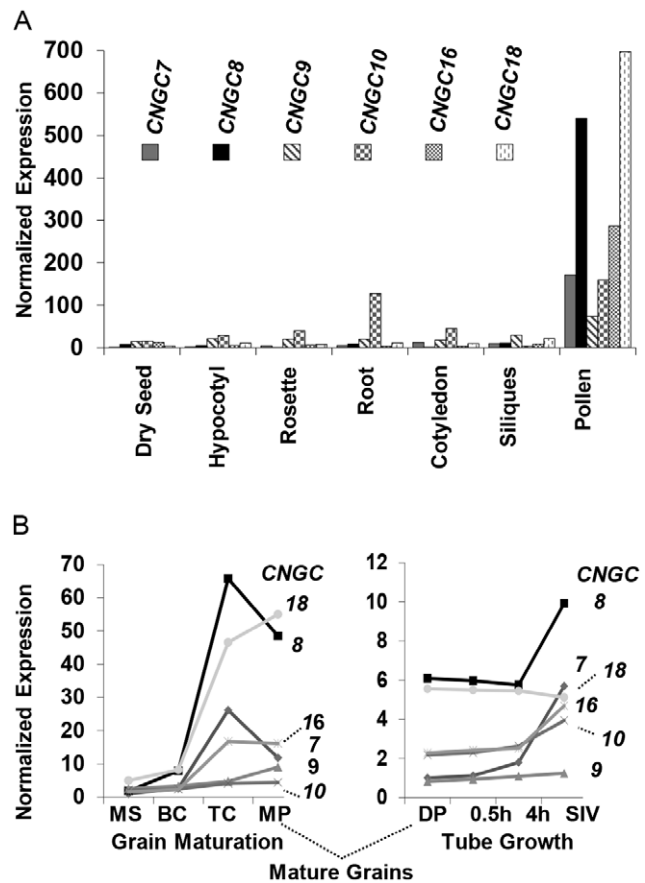 A
Normalized Expression
700
600
500
400
300
200
100
0
CNGC7
CNGC8
CNGC9
CNGC10
CNGC16
CNGC18
Dry Seed
Hypocotyl
Rosette
Root
Cotyledon
Siliques
Pollen
B
Normalized Expression
70
60
50
40
30
20
10
0
CNGC
18
8
16
7
9
10
MS BC TC MP
Grain Maturation
12
10
8
6
4
2
0
CNGC
8
7
18
16
10
9
DP 0.5h 4h SIV
Tube Growth
Mature Grains